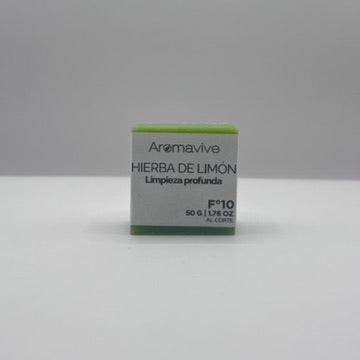 Aromavive
HIERBA DE LIMÓN
Limpieza profunda
F°10
50 G | 1.76 OZ
AL CORTE